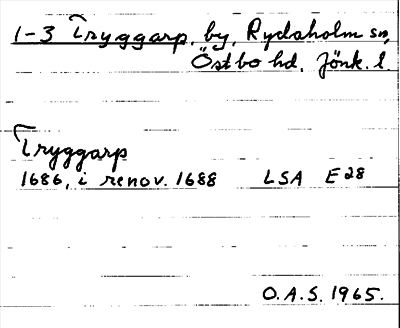 1-3 Tryggarp, by, Rydaholm sn,
Östbo hd. Jönk. l.
Tryggarp
1686, i renov. 1688 LSA E28
O.A.S. 1965.